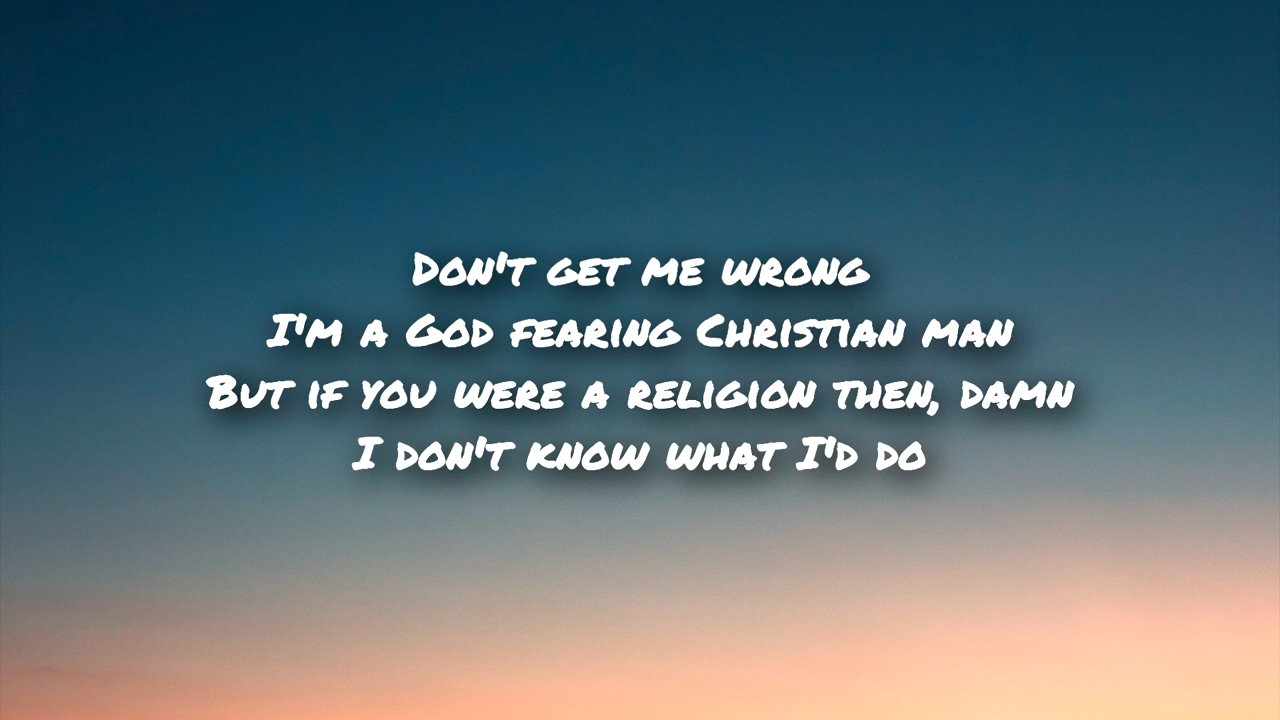 Don't get me wrong
I'm a God fearing Christian man
But if you were a religion then, damn
I don't know what I'd do